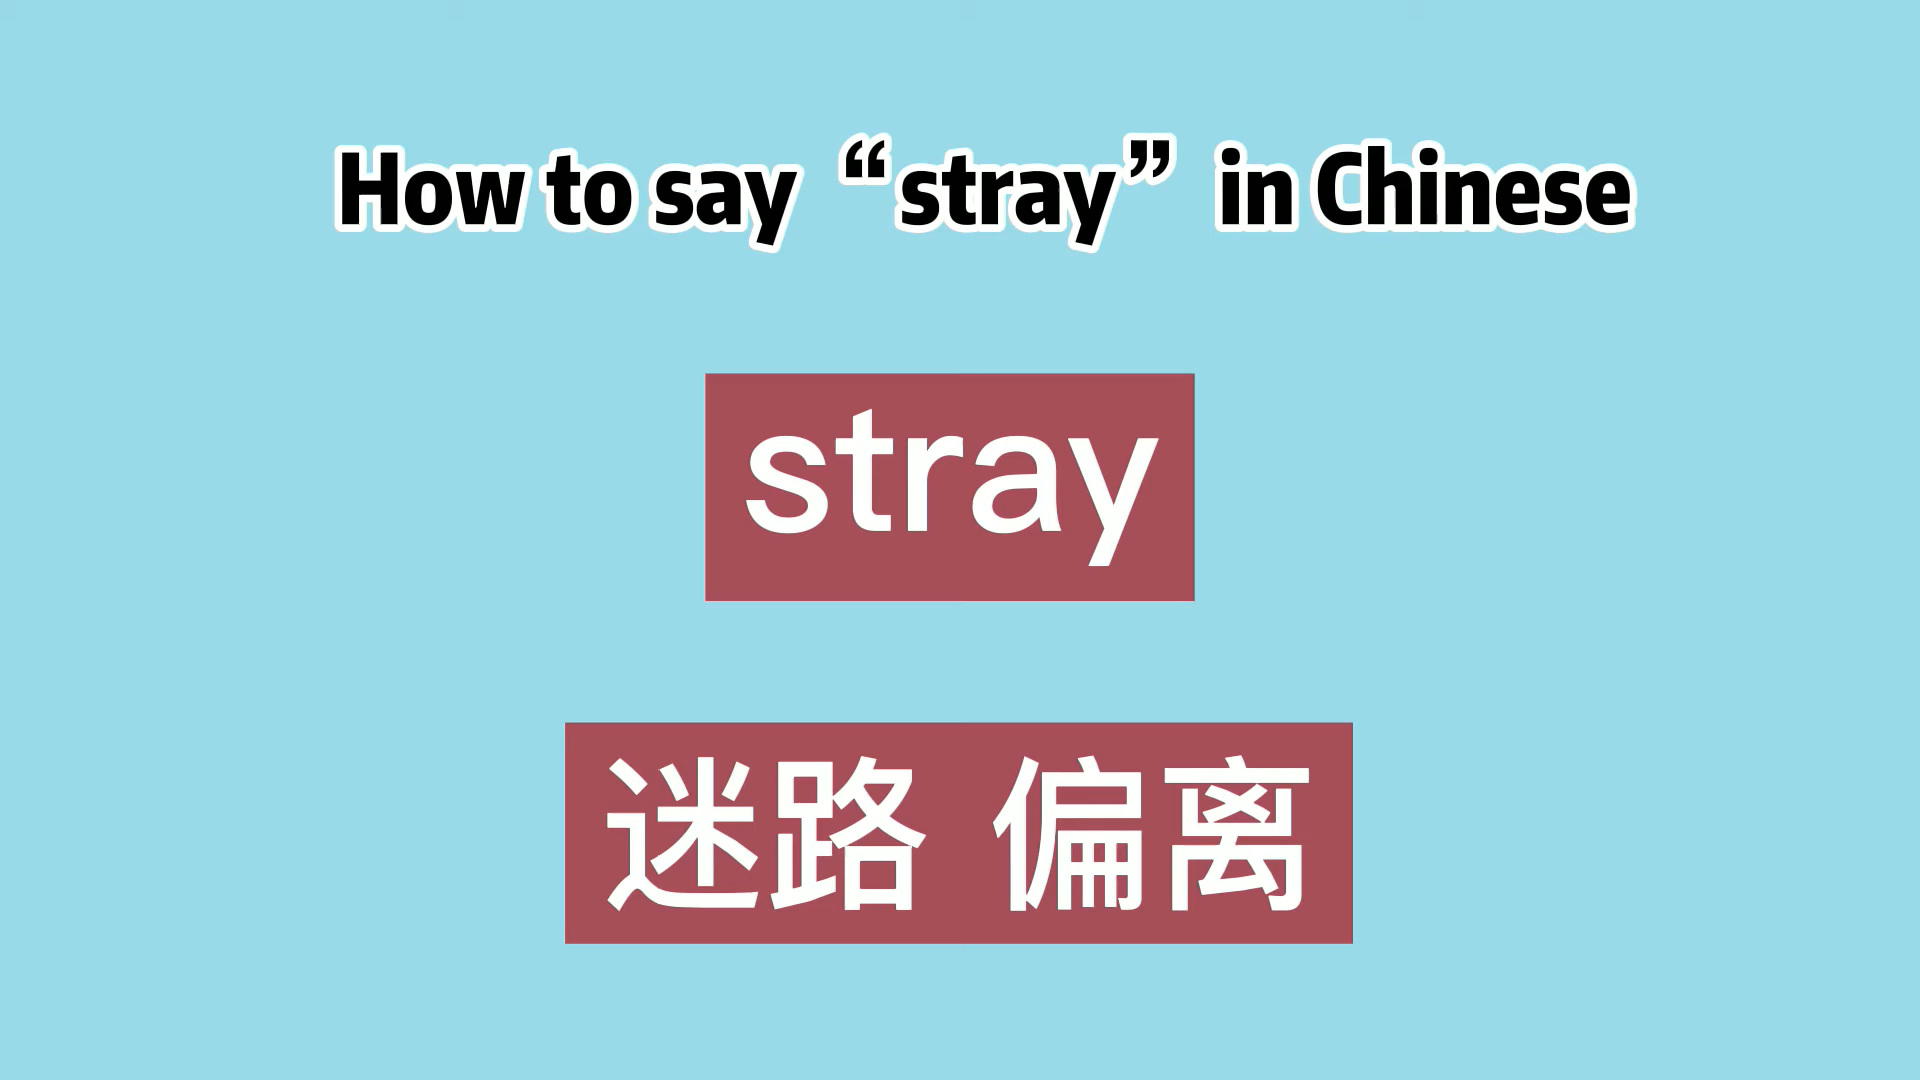 How to say “stray” in Chinese
stray
迷路 偏离